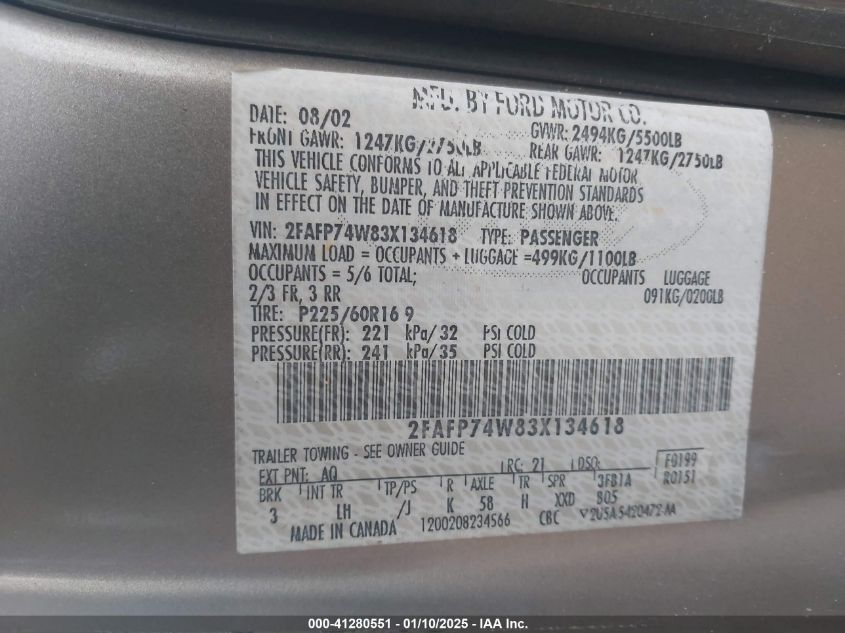 MFD. BY FORD MOTOR CO.
DATE: 08/02 GVWR: 2494KG/5500LB
FRONT GAWR: 1247KG/2750LB REAR GAWR: 1247KG/2750LB
THIS VEHICLE CONFORMS TO ALL APPLICABLE FEDERAL MOTOR
VEHICLE SAFETY, BUMPER, AND THEFT PREVENTION STANDARDS
IN EFFECT ON THE DATE OF MANUFACTURE SHOWN ABOVE.
VIN: 2FAFP74W83X134618 TYPE: PASSENGER
MAXIMUM LOAD = OCCUPANTS + LUGGAGE =499KG/1100LB
OCCUPANTS = 5/6 TOTAL; OCCUPANTS LUGGAGE
2/3 FR, 3 RR 091KG/0200LB
TIRE: P225/60R16 9
PRESSURE(FR): 221 kPa/32 PSI COLD
PRESSURE(RR): 241 kPa/35 PSI COLD
2FAFP74W83X134618
TRAILER TOWING - SEE OWNER GUIDE
EXT PNT: AQ RC: 21 DSO: F0199
BRK INT TR TP/PS R AXLE TR SPR 3FB1A R0151
3 LH /J K 58 H XXD 805
MADE IN CANADA 1200208234566 CBC V2U5A 5420472-AA
000-41280551 - 01/10/2025 - IAAI.com